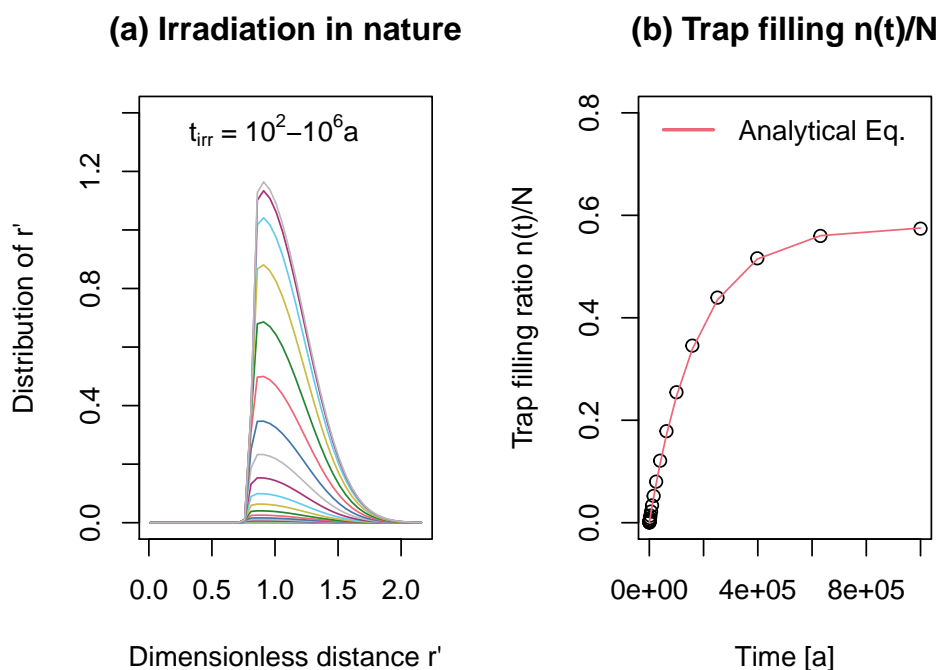 (a) Irradiation in nature
t_irr = 10^2–10^6a
Distribution of r'
0.0 0.4 0.8 1.2
0.0 0.5 1.0 1.5 2.0
Dimensionless distance r'
(b) Trap filling n(t)/N
Analytical Eq.
Trap filling ratio n(t)/N
0.0 0.2 0.4 0.6 0.8
0e+00 4e+05 8e+05
Time [a]